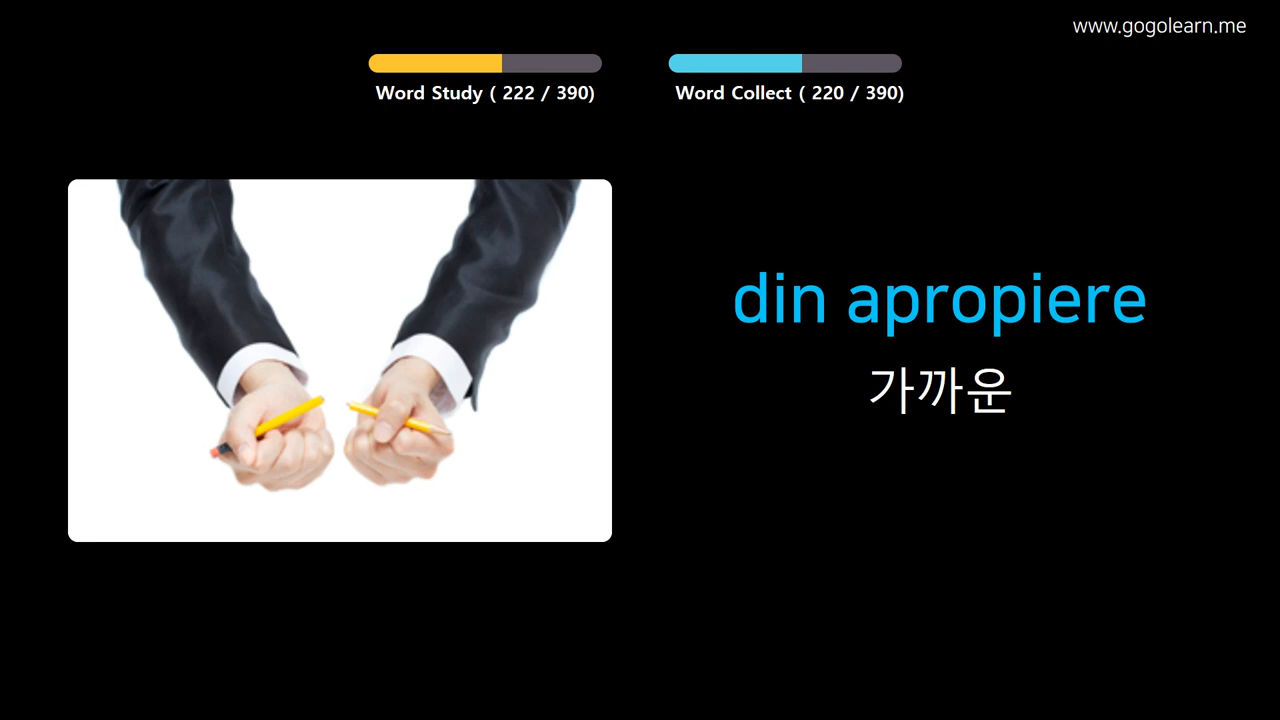 www.gogolearn.me
Word Study ( 222 / 390)
Word Collect ( 220 / 390)
din apropiere
가까운